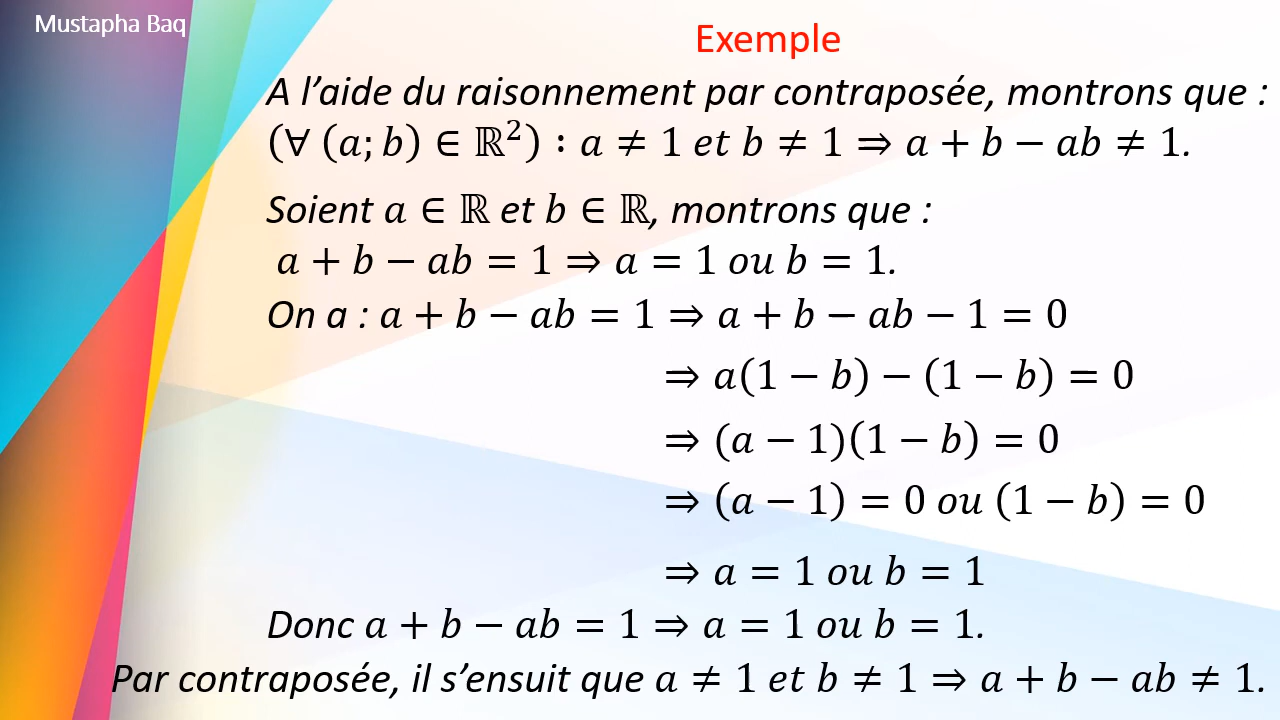 Mustapha Baq
Exemple
A l’aide du raisonnement par contraposée, montrons que :
(∀ (a; b) ∈ ℝ²) : a ≠ 1 et b ≠ 1 ⇒ a + b − ab ≠ 1.
Soient a ∈ ℝ et b ∈ ℝ, montrons que :
a + b − ab = 1 ⇒ a = 1 ou b = 1.
On a : a + b − ab = 1 ⇒ a + b − ab − 1 = 0
⇒ a(1 − b) − (1 − b) = 0
⇒ (a − 1)(1 − b) = 0
⇒ (a − 1) = 0 ou (1 − b) = 0
⇒ a = 1 ou b = 1
Donc a + b − ab = 1 ⇒ a = 1 ou b = 1.
Par contraposée, il s’ensuit que a ≠ 1 et b ≠ 1 ⇒ a + b − ab ≠ 1.